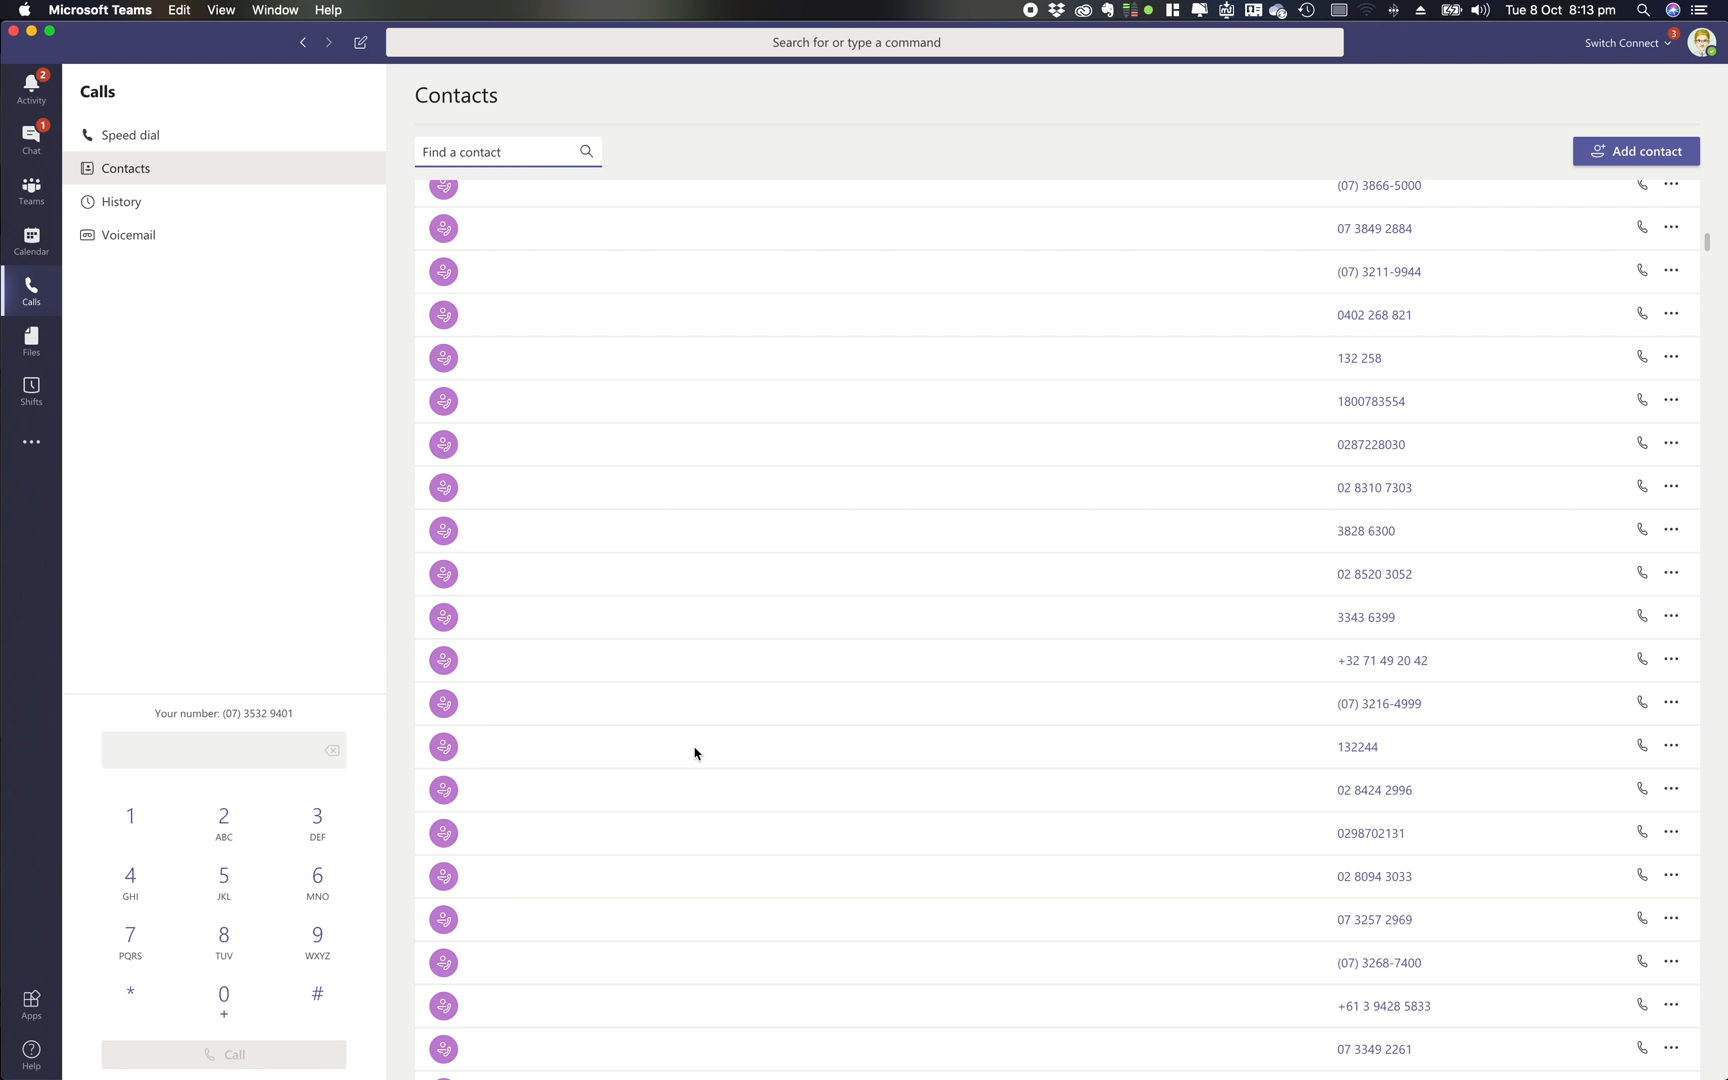 Microsoft Teams Edit View Window Help
Tue 8 Oct 8:13 pm
Search for or type a command
Switch Connect
3
2
Activity
1
Chat
Teams
Calendar
Calls
Files
Shifts
Apps
Help
Calls
Speed dial
Contacts
History
Voicemail
Your number: (07) 3532 9401
1 2 3
ABC DEF
4 5 6
GHI JKL MNO
7 8 9
PQRS TUV WXYZ
* 0 #
+
Call
Contacts
Find a contact
Add contact
(07) 3866-5000
07 3849 2884
(07) 3211-9944
0402 268 821
132 258
1800783554
0287228030
02 8310 7303
3828 6300
02 8520 3052
3343 6399
+32 71 49 20 42
(07) 3216-4999
132244
02 8424 2996
0298702131
02 8094 3033
07 3257 2969
(07) 3268-7400
+61 3 9428 5833
07 3349 2261